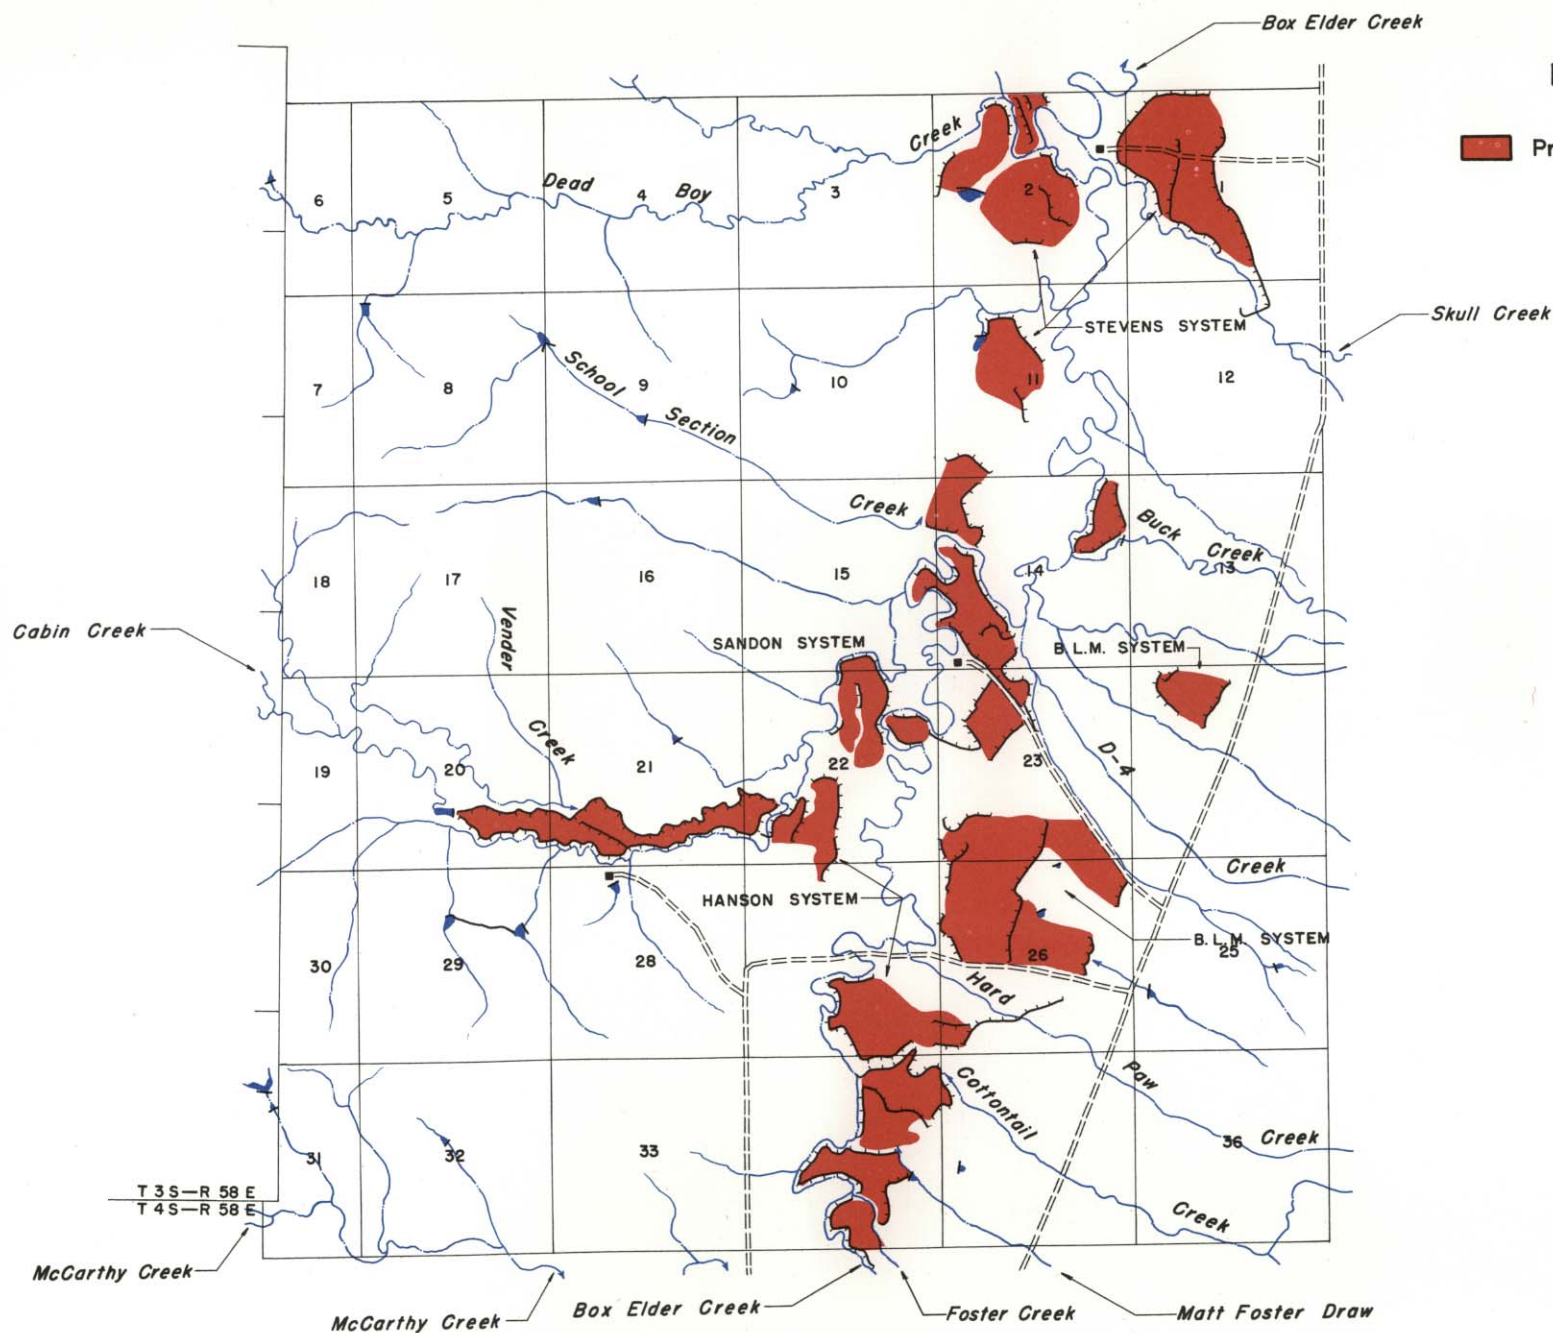 Box Elder Creek
Pr
Creek
6
5
Dead
4
Boy
3
2
1
STEVENS SYSTEM
Skull Creek
7
8
School
9
Section
10
11
12
Creek
Buck
Creek
18
17
16
15
14
13
Cabin Creek
Vender
Creek
SANDON SYSTEM
B. L.M. SYSTEM
19
20
21
22
23
D-4
Creek
HANSON SYSTEM
B. L.M. SYSTEM
30
29
28
26
25
Hard
Paw
Creek
Cottontail
Creek
31
32
33
36
T 3 S—R 58 E
T 4 S—R 58 E
McCarthy Creek
McCarthy Creek
Box Elder Creek
Foster Creek
Matt Foster Draw